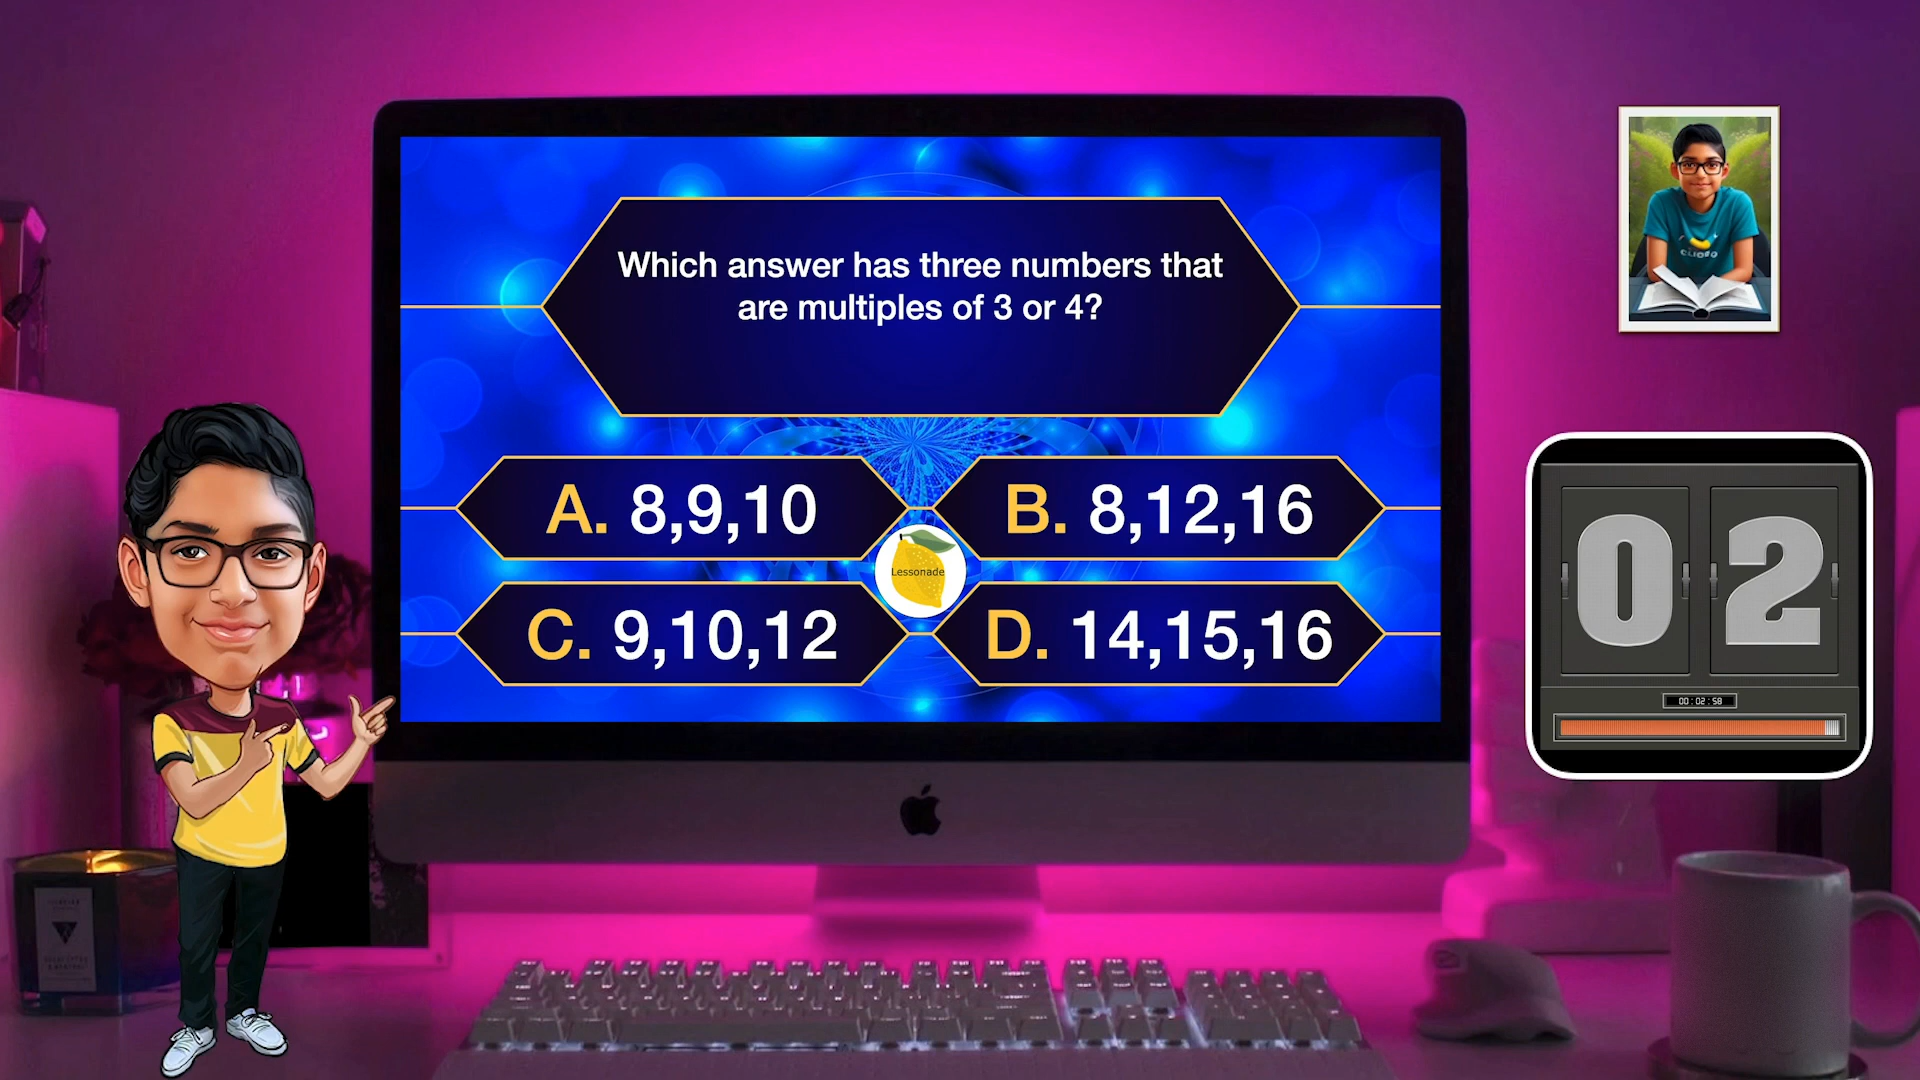 Which answer has three numbers that
are multiples of 3 or 4?
A. 8,9,10
B. 8,12,16
Lessonade
C. 9,10,12
D. 14,15,16
02
00:02:58